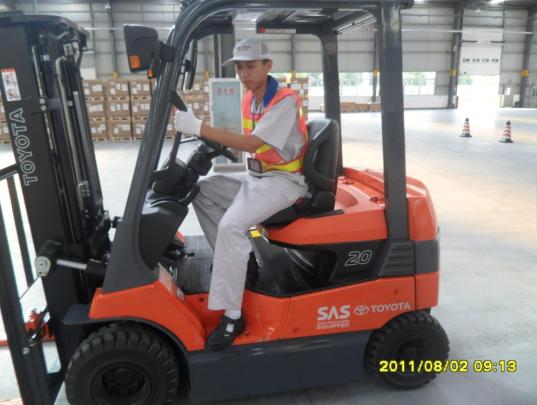 TOYOTA
20
SAS
EQUIPPED
TOYOTA
2011/08/02 09:13